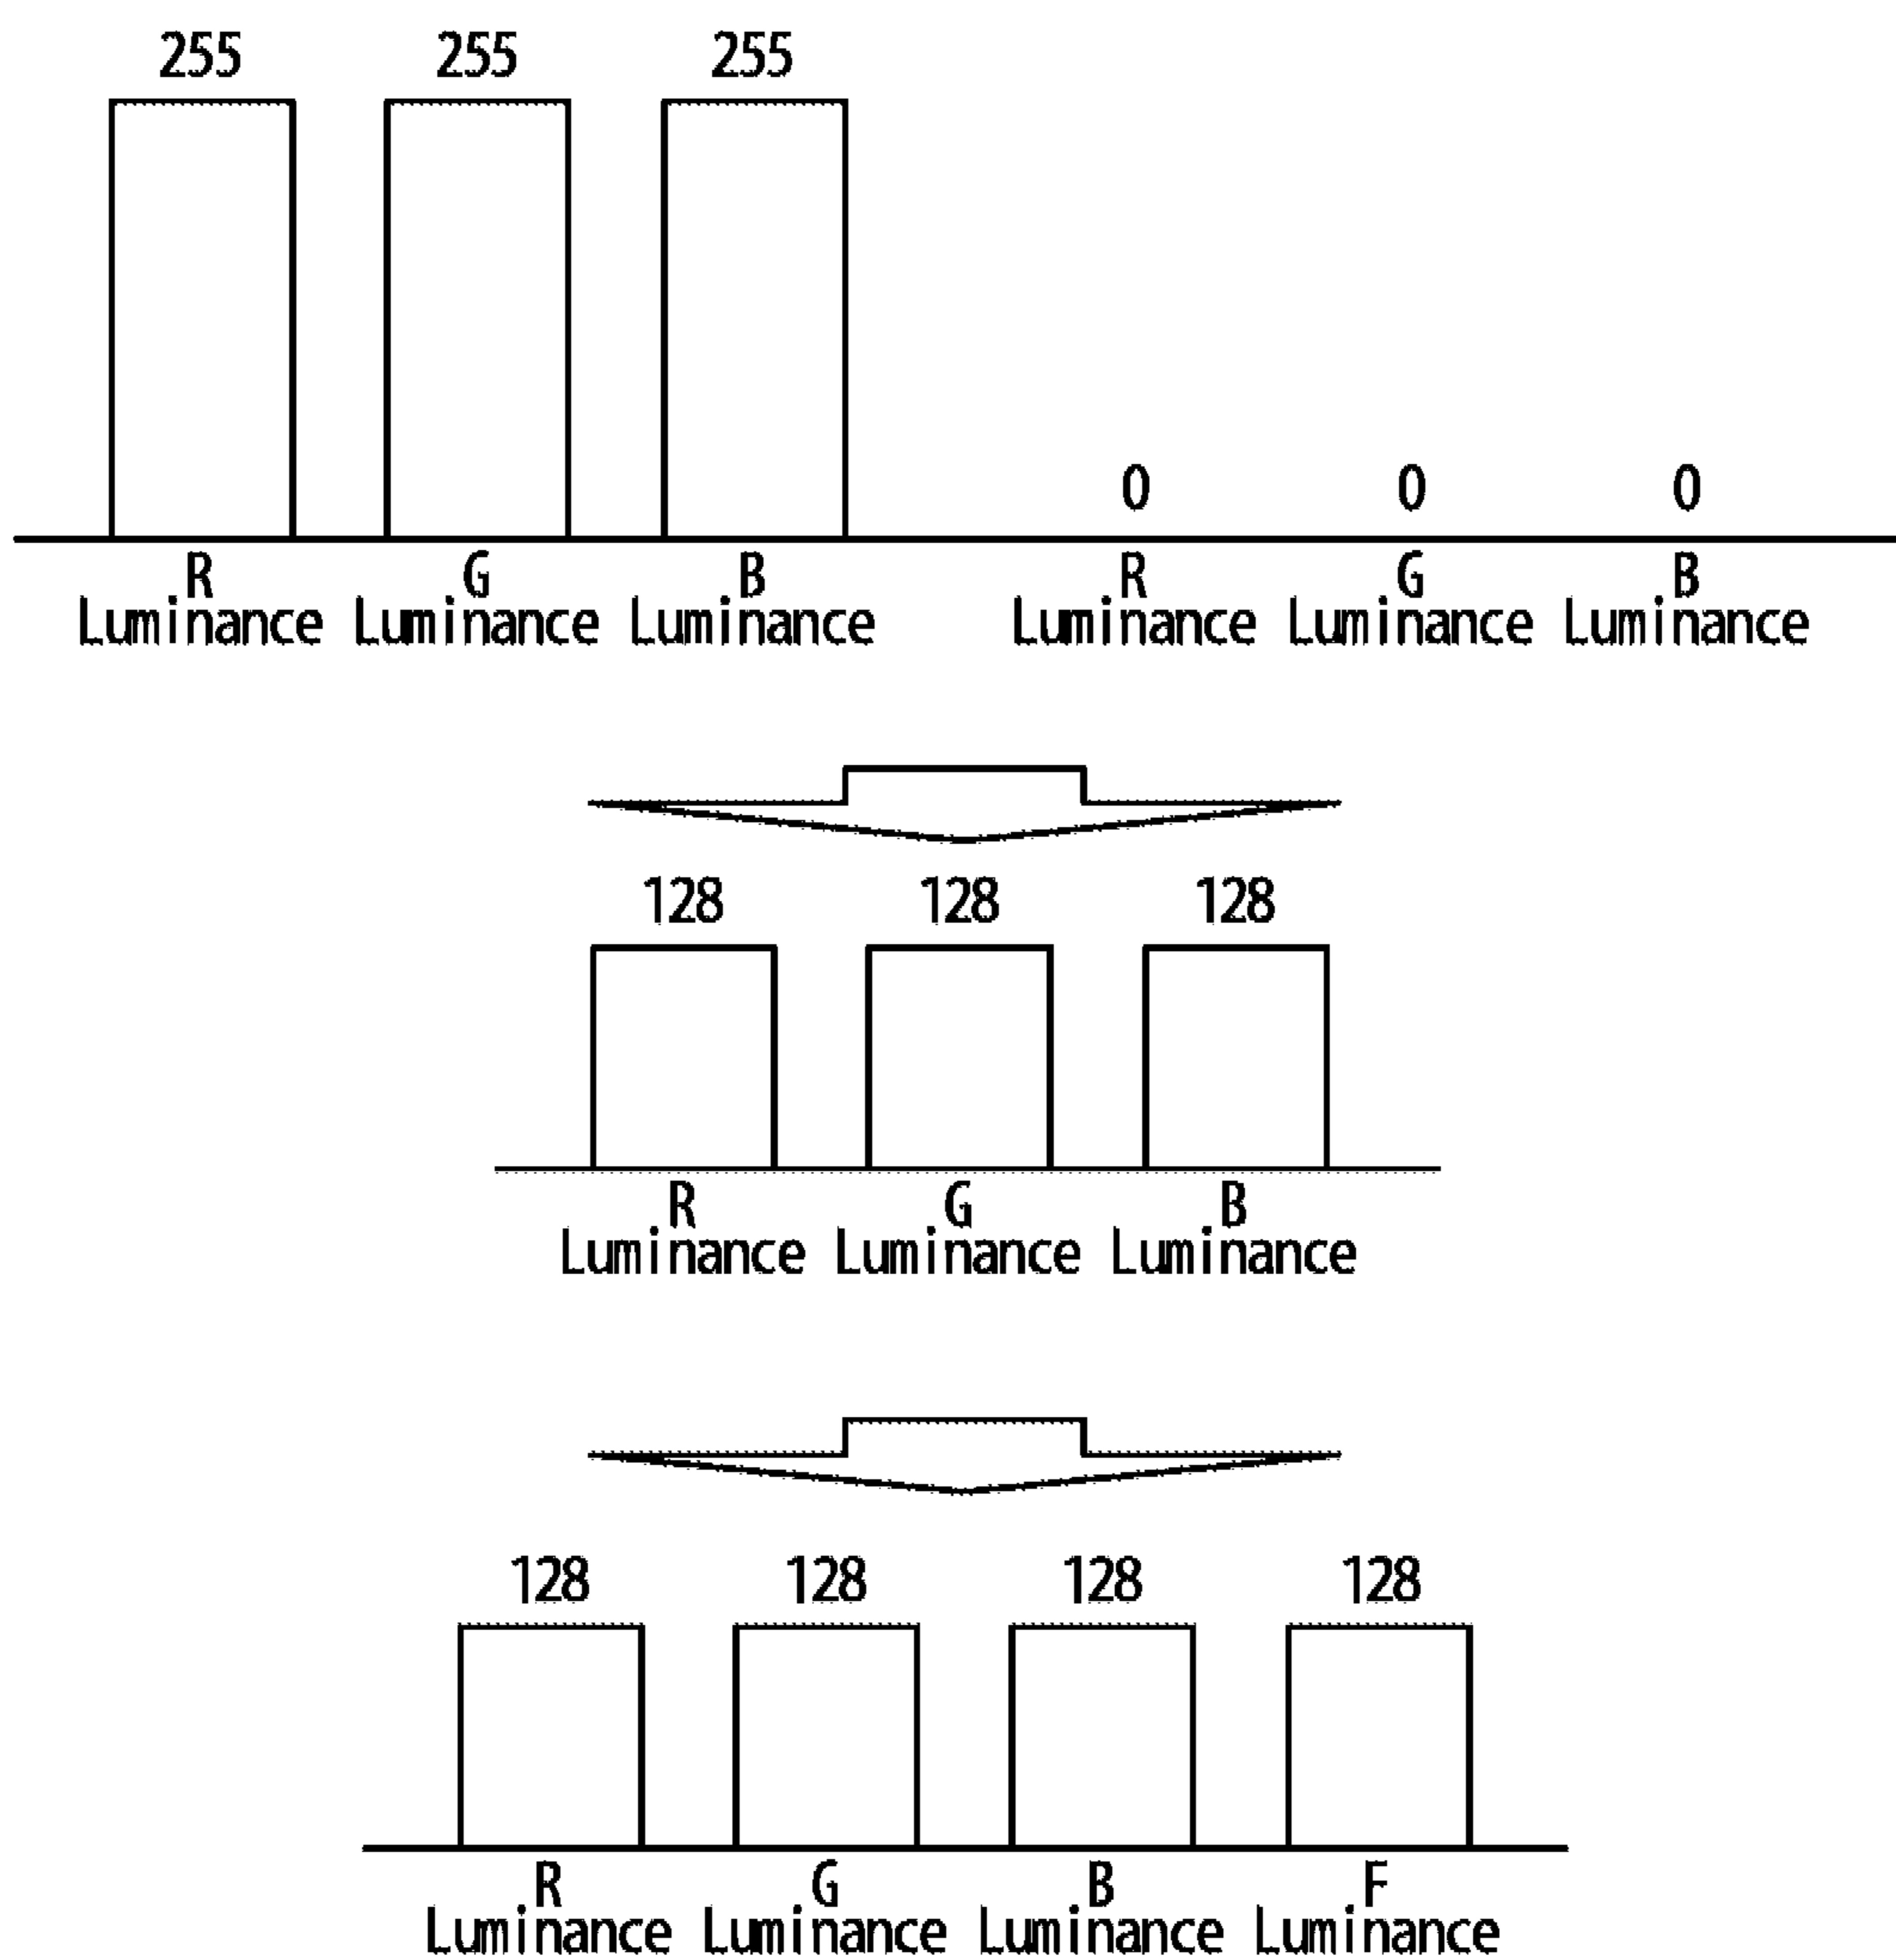 255 255 255
0 0 0
R G B R G B
Luminance Luminance Luminance Luminance Luminance Luminance
128 128 128
R G B
Luminance Luminance Luminance
128 128 128 128
R G B F
Luminance Luminance Luminance Luminance